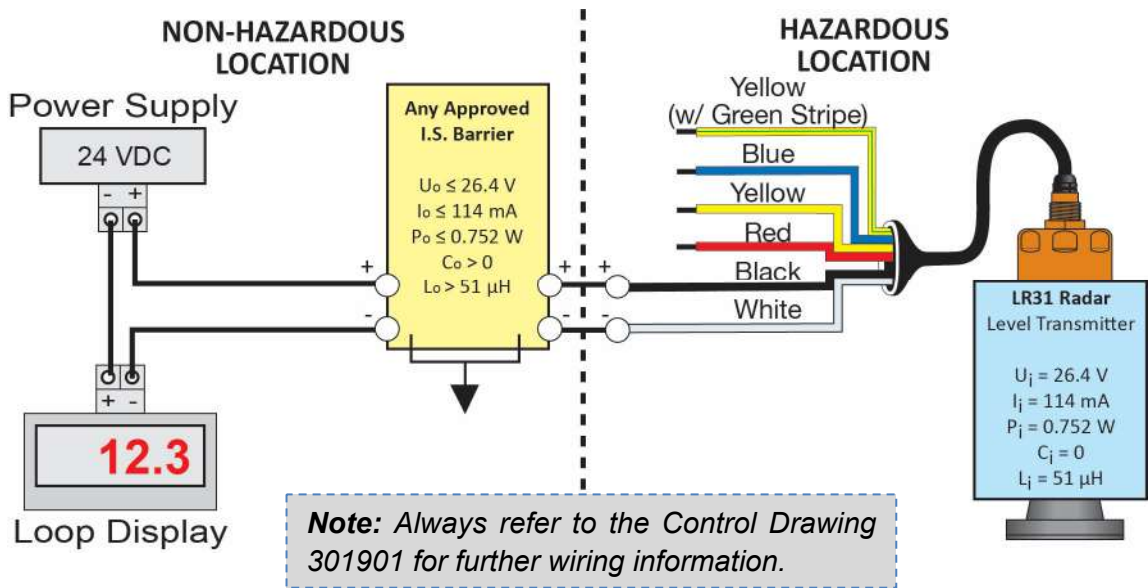 NON-HAZARDOUS
LOCATION
HAZARDOUS
LOCATION
Power Supply
24 VDC
- +
Any Approved
I.S. Barrier
Uₒ ≤ 26.4 V
Iₒ ≤ 114 mA
Pₒ ≤ 0.752 W
Cₒ > 0
Lₒ > 51 µH
+
-
+ +
- -
Yellow
(w/ Green Stripe)
Blue
Yellow
Red
Black
White
LR31 Radar
Level Transmitter
Uᵢ = 26.4 V
Iᵢ = 114 mA
Pᵢ = 0.752 W
Cᵢ = 0
Lᵢ = 51 µH
+ -
12.3
Loop Display
Note: Always refer to the Control Drawing
301901 for further wiring information.